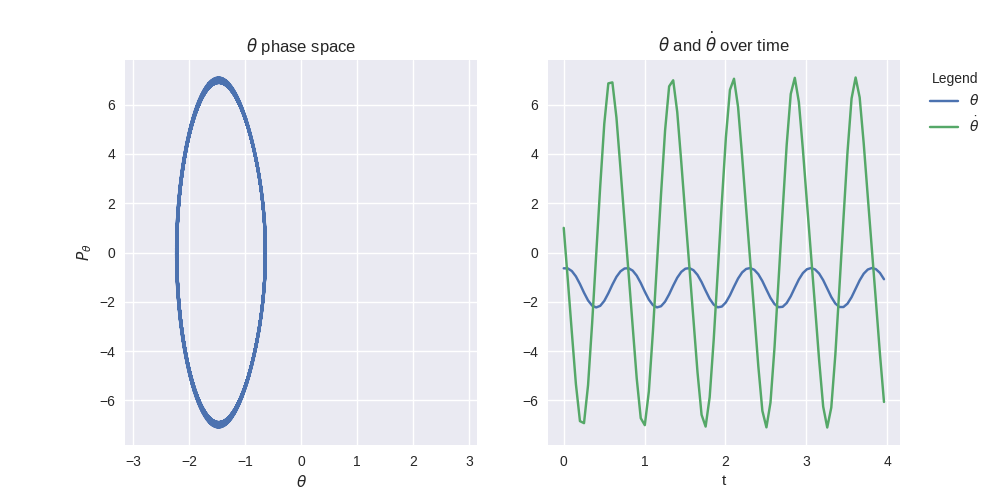 θ phase space
6
4
2
0
−2
−4
−6
P_θ
−3 −2 −1 0 1 2 3
θ
θ and θ̇ over time
6
4
2
0
−2
−4
−6
0 1 2 3 4
t
Legend
θ
θ̇